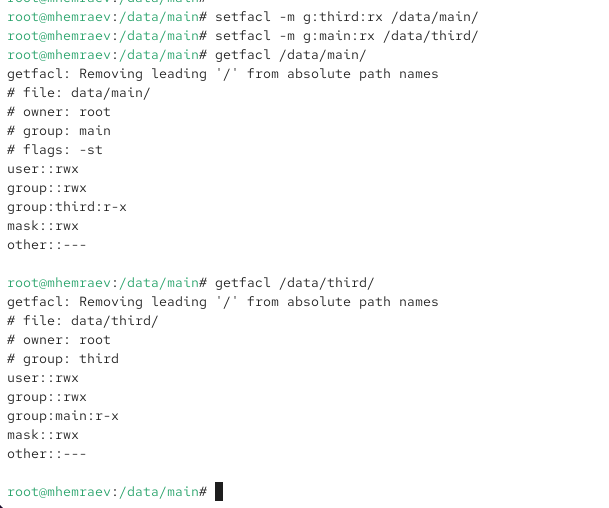 root@mhemraev:/data/main# setfacl -m g:third:rx /data/main/
root@mhemraev:/data/main# setfacl -m g:main:rx /data/third/
root@mhemraev:/data/main# getfacl /data/main/
getfacl: Removing leading '/' from absolute path names
# file: data/main/
# owner: root
# group: main
# flags: -st
user::rwx
group::rwx
group:third:r-x
mask::rwx
other::---
root@mhemraev:/data/main# getfacl /data/third/
getfacl: Removing leading '/' from absolute path names
# file: data/third/
# owner: root
# group: third
user::rwx
group::rwx
group:main:r-x
mask::rwx
other::---
root@mhemraev:/data/main#